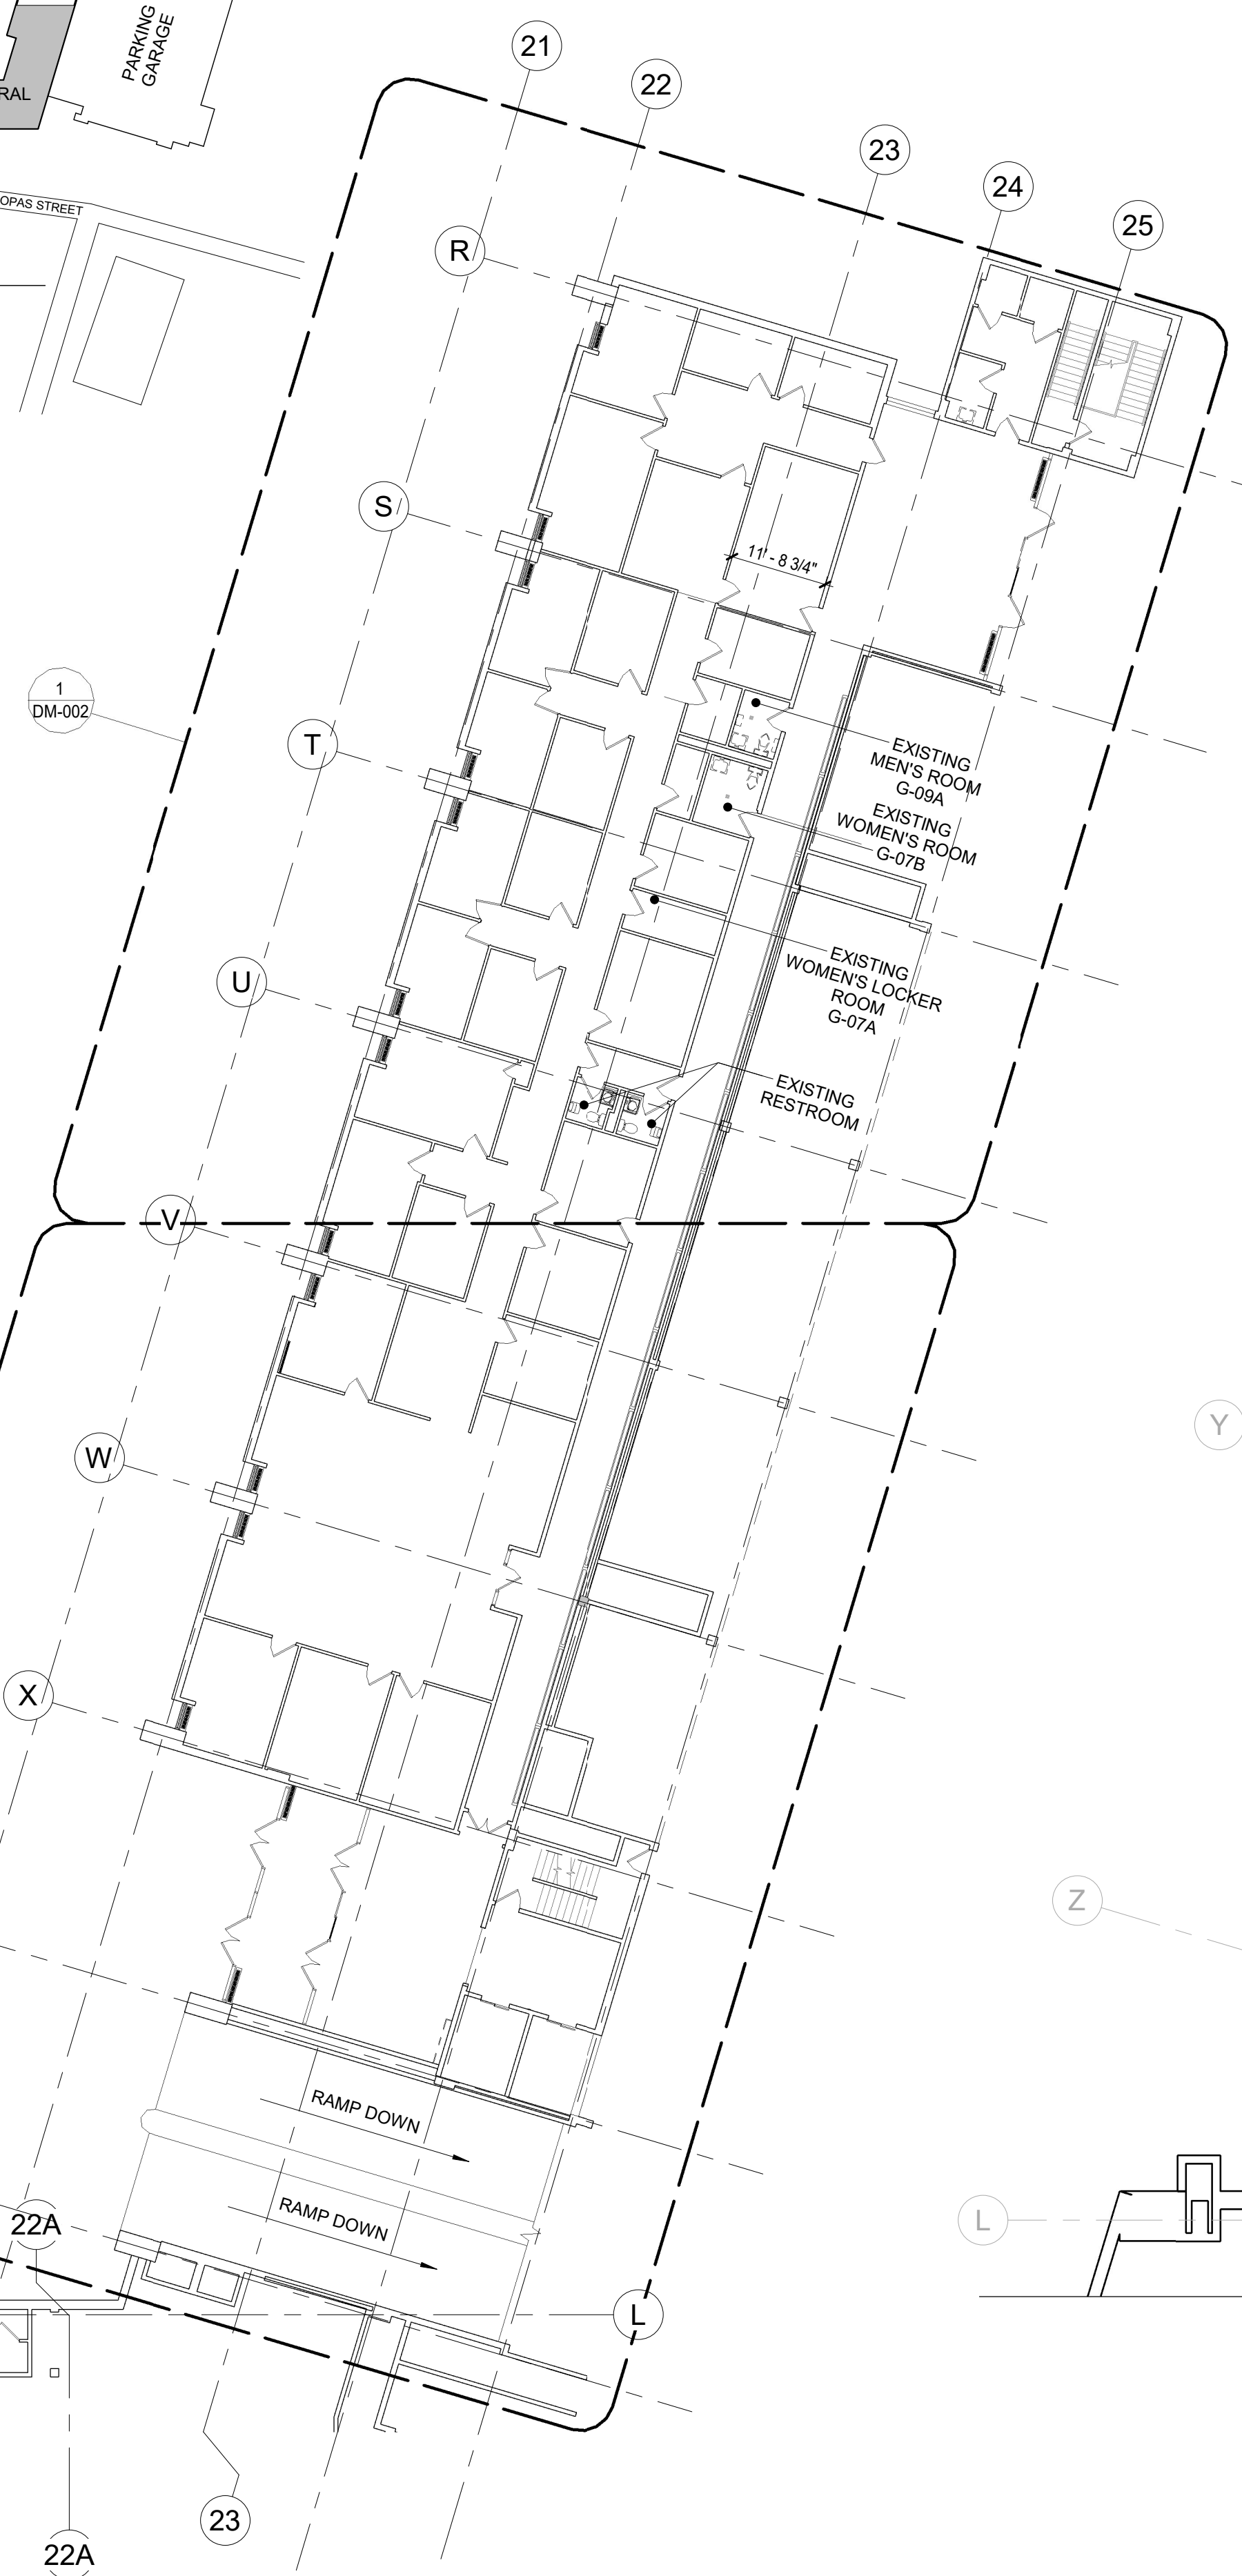 PARKING
GARAGE
RAL
OPAS STREET
21
22
23
24
25
R
S
11' - 8 3/4"
1
DM-002
T
EXISTING
MEN'S ROOM
G-09A
EXISTING
WOMEN'S ROOM
G-07B
U
EXISTING
WOMEN'S LOCKER
ROOM
G-07A
EXISTING
RESTROOM
V
Y
W
X
Z
RAMP DOWN
RAMP DOWN
22A
L
L
23
22A